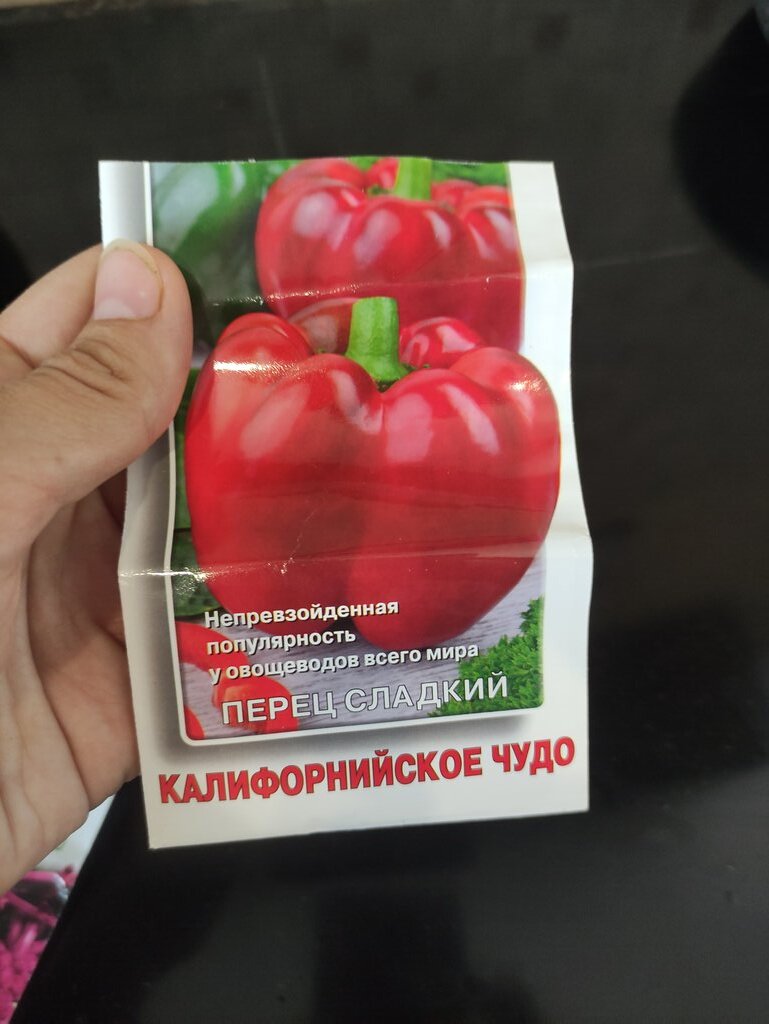 Непревзойденная
популярность
у овощеводов всего мира
ПЕРЕЦ СЛАДКИЙ
КАЛИФОРНИЙСКОЕ ЧУДО